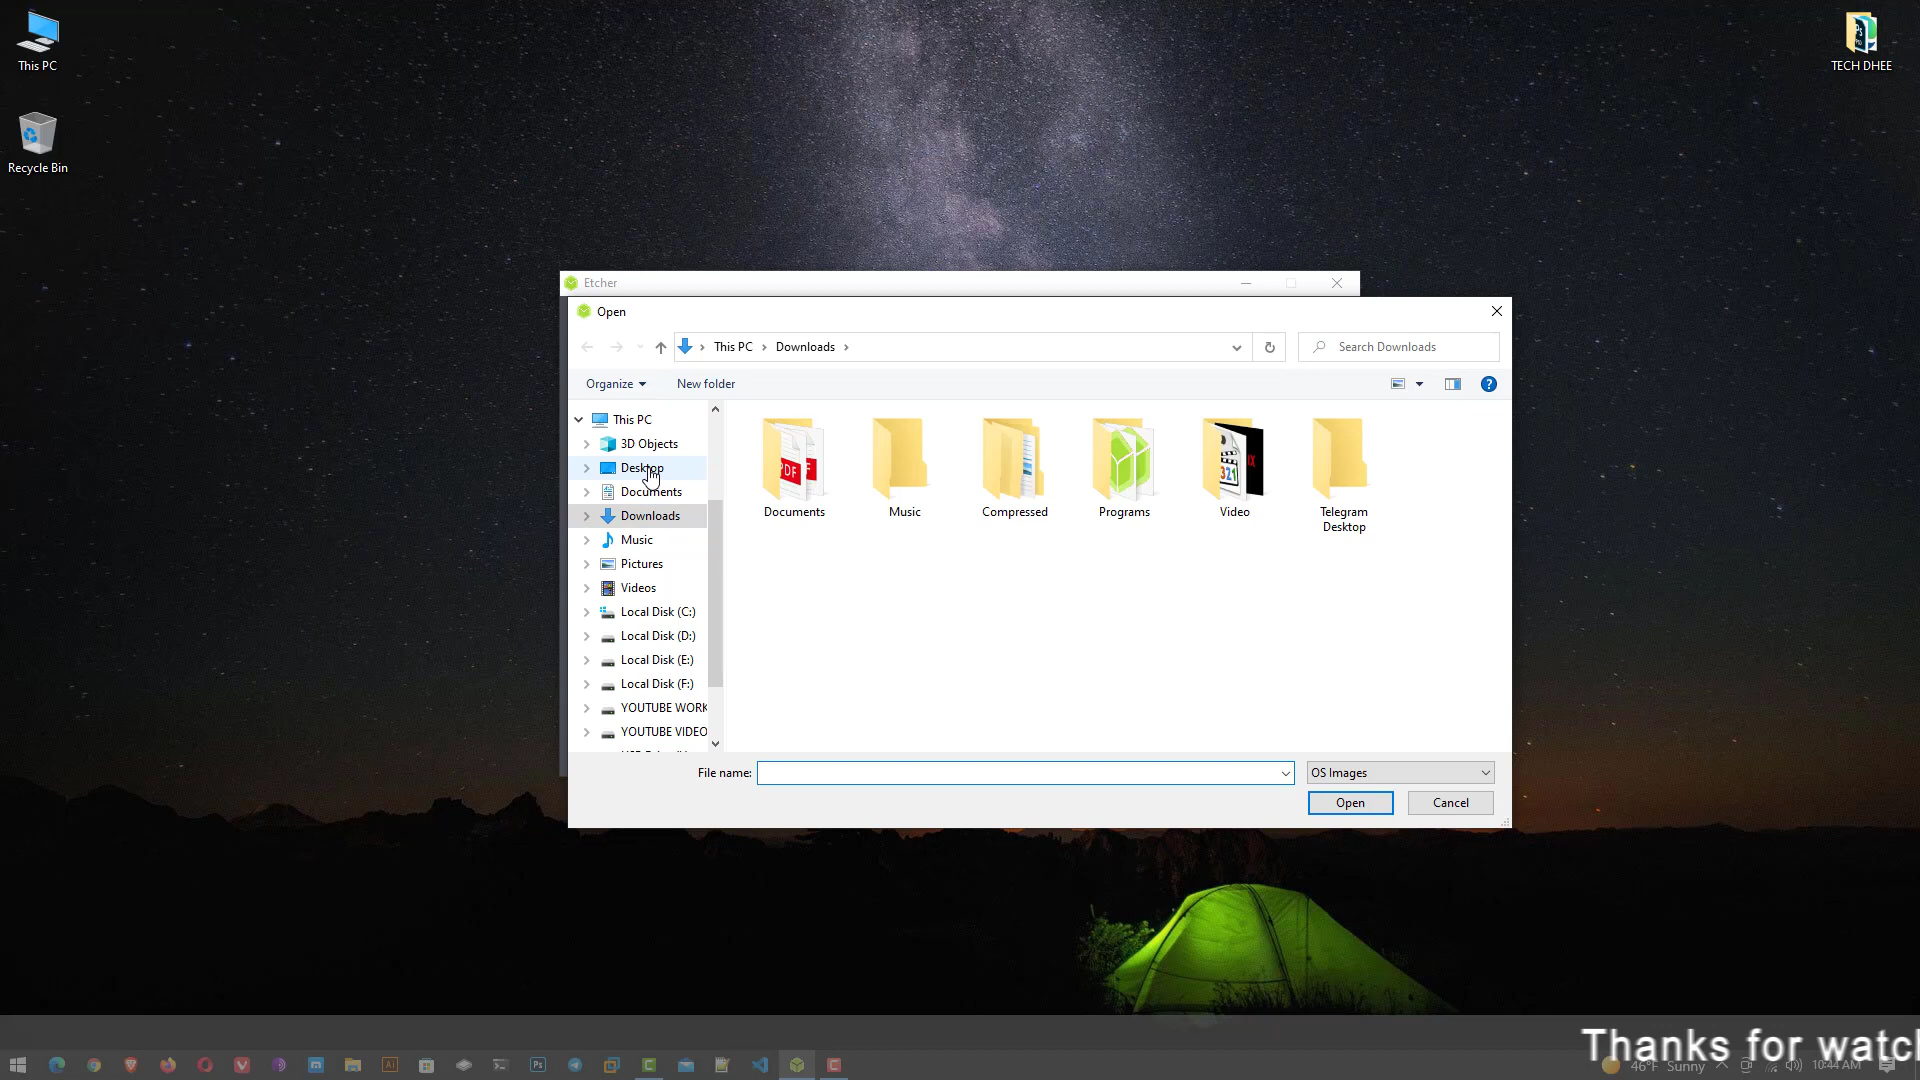 This PC
Recycle Bin
TECH DHEE
Etcher
Open
This PC
Downloads
Search Downloads
Organize
New folder
This PC
3D Objects
Desktop
Documents
Downloads
Music
Pictures
Videos
Local Disk (C:)
Local Disk (D:)
Local Disk (E:)
Local Disk (F:)
YOUTUBE WORK
YOUTUBE VIDEO
PDF
Documents
Music
Compressed
Programs
321
Video
Telegram
Desktop
File name:
OS Images
Open
Cancel
Thanks for watch
46°F Sunny
10:44 AM